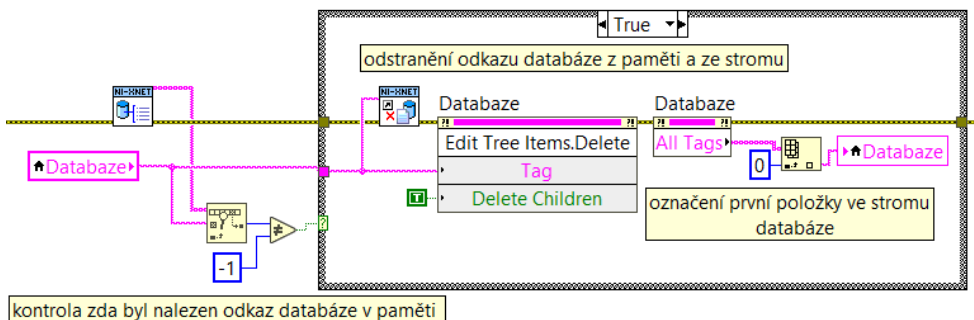 True
odstranění odkazu databáze z paměti a ze stromu
NI-XNET
NI-XNET
Databaze
Databaze
Edit Tree Items.Delete
All Tags
Databaze
Tag
0
Databaze
T
Delete Children
?
označení první položky ve stromu
databáze
-1
kontrola zda byl nalezen odkaz databáze v paměti